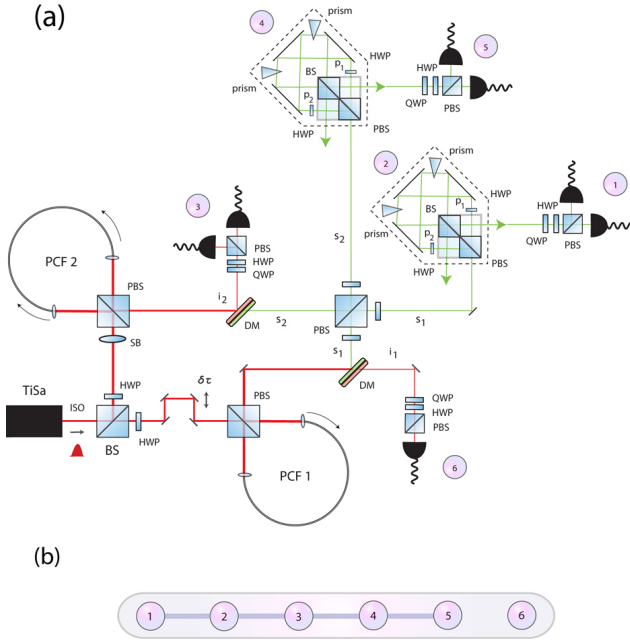 (a)
4
prism
HWP
BS
p1
prism
p2
HWP
PBS
5
HWP
QWP
PBS
2
prism
HWP
BS
p1
prism
p2
HWP
PBS
1
HWP
QWP
PBS
3
PBS
HWP
QWP
s2
PCF 2
PBS
i2
s2
DM
PBS
s1
SB
s1
i1
DM
TiSa
ISO
HWP
BS
HWP
δτ
PBS
QWP
HWP
PBS
PCF 1
6
(b)
1 2 3 4 5 6